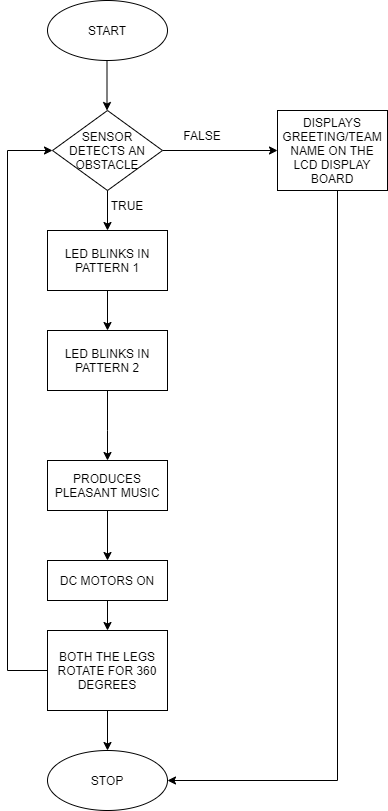 START
SENSOR
DETECTS AN
OBSTACLE
FALSE
DISPLAYS
GREETING/TEAM
NAME ON THE
LCD DISPLAY
BOARD
TRUE
LED BLINKS IN
PATTERN 1
LED BLINKS IN
PATTERN 2
PRODUCES
PLEASANT MUSIC
DC MOTORS ON
BOTH THE LEGS
ROTATE FOR 360
DEGREES
STOP